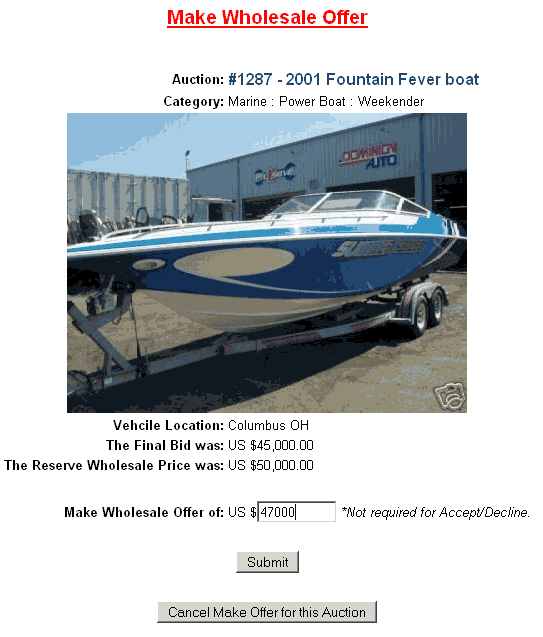 Make Wholesale Offer
Auction: #1287 - 2001 Fountain Fever boat
Category: Marine : Power Boat : Weekender
DOMINION
AUTO
Vehcile Location: Columbus OH
The Final Bid was: US $45,000.00
The Reserve Wholesale Price was: US $50,000.00
Make Wholesale Offer of: US $47000 *Not required for Accept/Decline.
Submit
Cancel Make Offer for this Auction